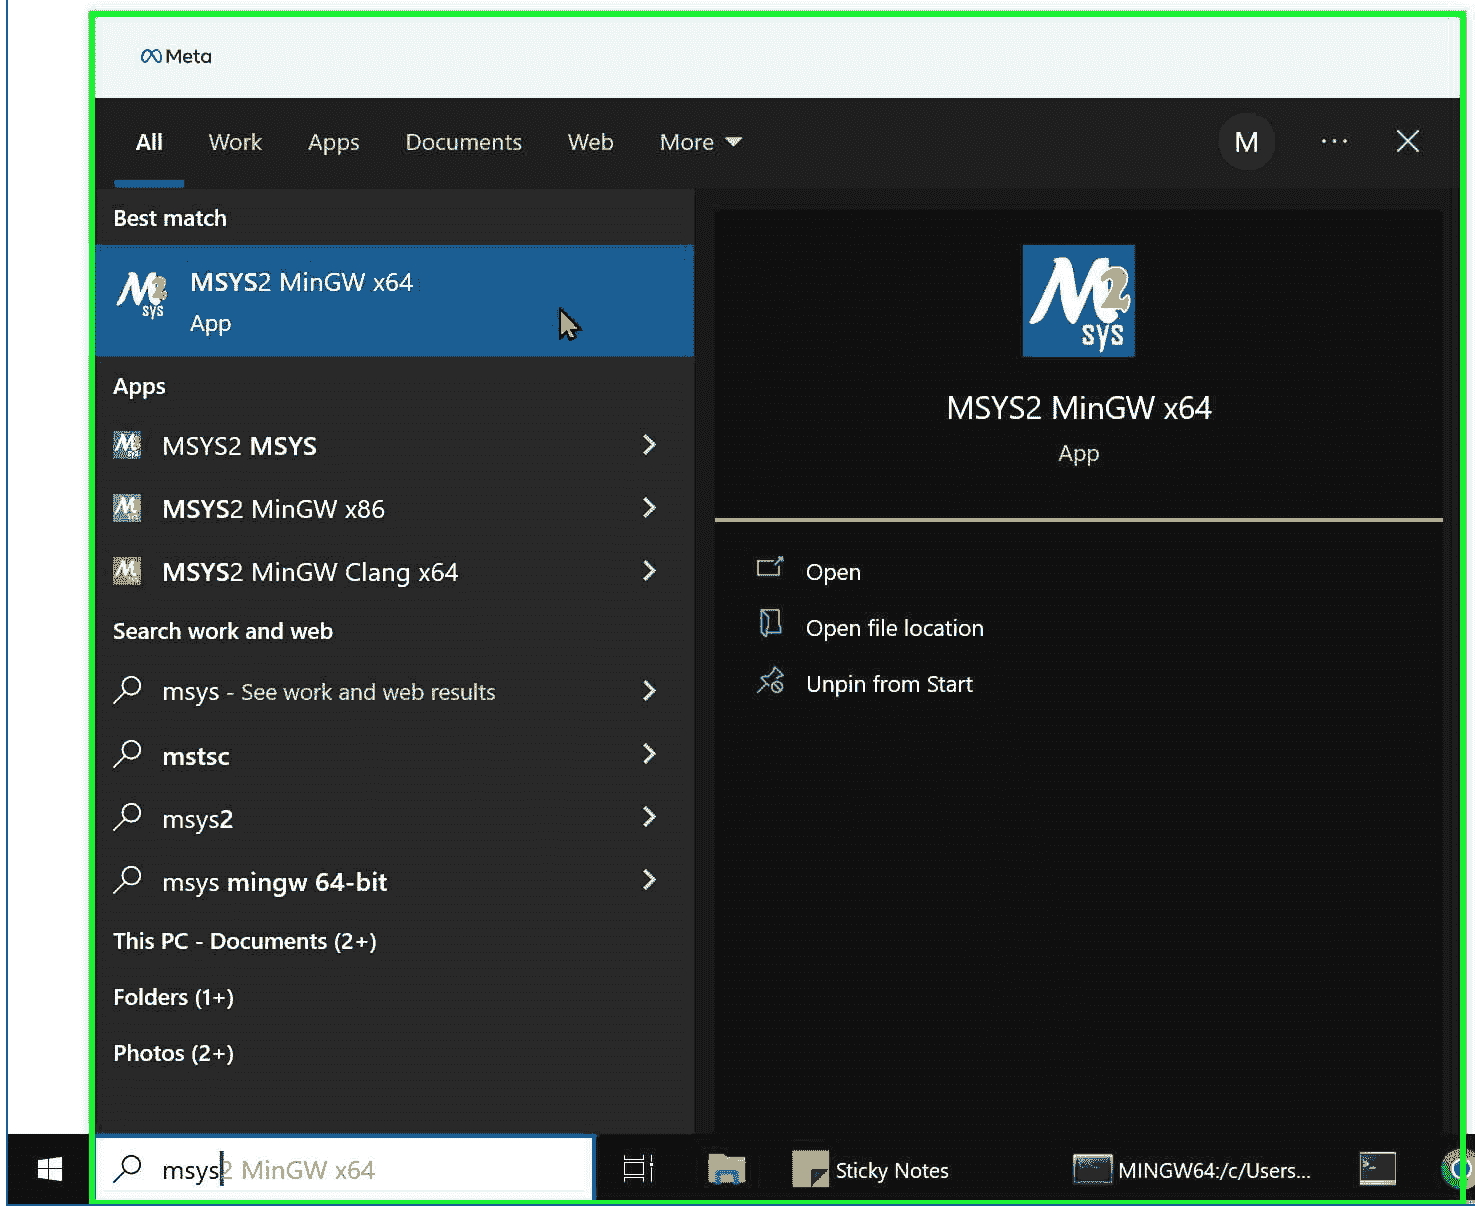 Meta
All Work Apps Documents Web More M ...
Best match
MSYS2 MinGW x64
App
Apps
MSYS2 MSYS
MSYS2 MinGW x86
MSYS2 MinGW Clang x64
Search work and web
msys - See work and web results
mstsc
msys2
msys mingw 64-bit
This PC - Documents (2+)
Folders (1+)
Photos (2+)
M2
sys
MSYS2 MinGW x64
App
Open
Open file location
Unpin from Start
msys2 MinGW x64
Sticky Notes
MINGW64:/c/Users...